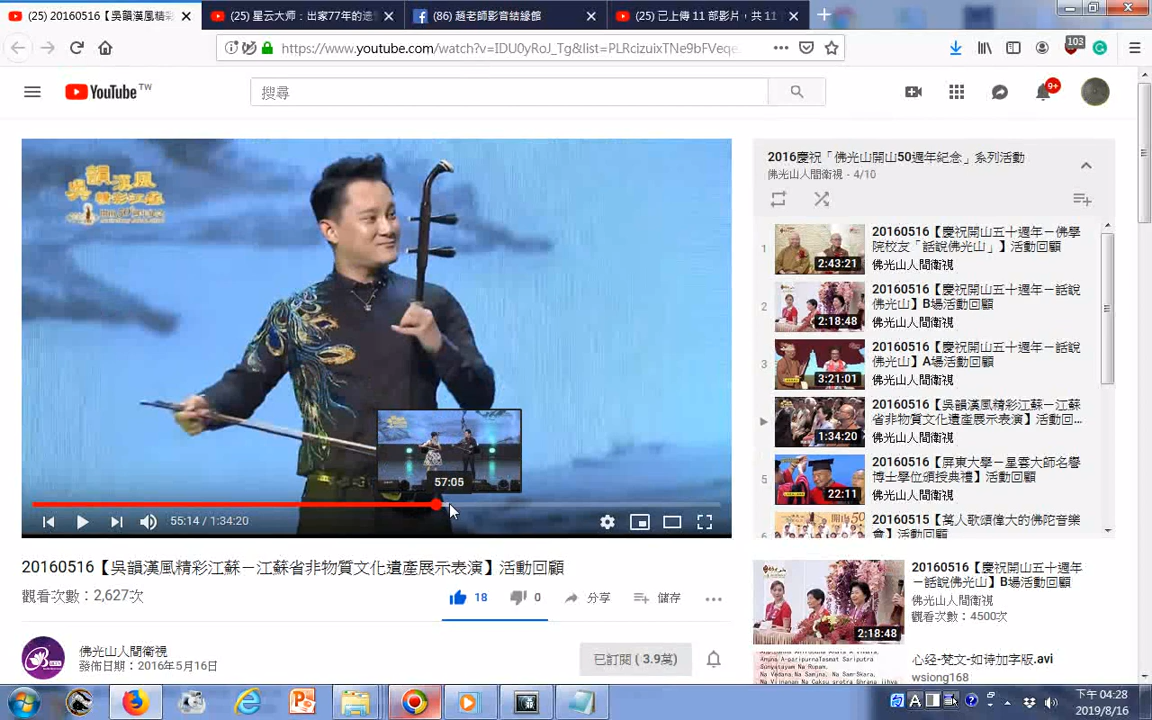 (25) 20160516【吳韻漢風精彩
(25) 星云大师：出家77年的
(86) 趙老師影音結緣館
(25) 已上傳 11 部影片，共 11
https://www.youtube.com/watch?v=IDU0yRoJ_Tg&list=PLRcizuixTNe9bFVeqe
103
YouTube TW
搜尋
9+
吳韻漢風
精彩江蘇
2016慶祝「佛光山開山50週年紀念」系列活動
佛光山人間衛視 - 4/10
1
20160516【慶祝開山五十週年－佛學
院校友「話說佛光山」】活動回顧
佛光山人間衛視
2:43:21
2
20160516【慶祝開山五十週年－話說
佛光山】B場活動回顧
佛光山人間衛視
2:18:48
3
20160516【慶祝開山五十週年－話說
佛光山】A場活動回顧
佛光山人間衛視
3:21:01
20160516【吳韻漢風精彩江蘇－江蘇
省非物質文化遺產展示表演】活動回...
佛光山人間衛視
1:34:20
5
20160516【屏東大學－星雲大師名譽
博士學位頒授典禮】活動回顧
佛光山人間衛視
22:11
20160515【萬人歌頌偉大的佛陀音樂
會】活動回顧
57:05
55:14 / 1:34:20
20160516【吳韻漢風精彩江蘇－江蘇省非物質文化遺產展示表演】活動回顧
觀看次數：2,627次
18
0
分享
儲存
佛光山人間衛視
發佈日期：2016年5月16日
已訂閱 ( 3.9萬)
20160516【慶祝開山五十週年
－話說佛光山】B場活動回顧
佛光山人間衛視
觀看次數：4500次
2:18:48
心经-梵文-如诗加字版.avi
wsiong168
下午 04:28
2019/8/16